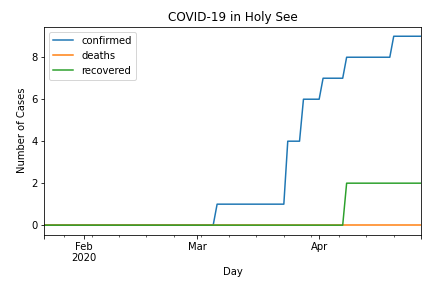 COVID-19 in Holy See
confirmed
deaths
recovered
Number of Cases
8
6
4
2
0
Feb
2020
Mar
Apr
Day